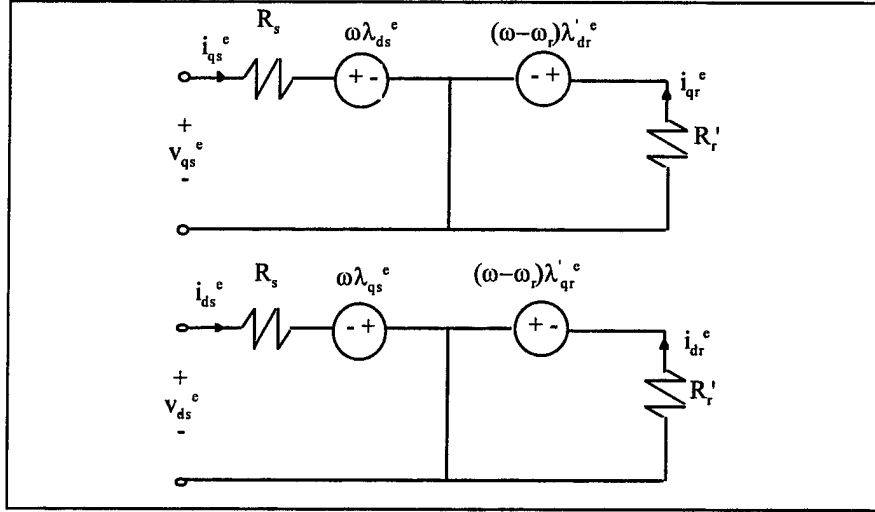 R_s
i_qs^e ωλ_ds^e (ω−ω_r)λ'_dr^e
+ -
- +
i_qr^e
+
v_qs^e
-
R_r'
R_s ωλ_qs^e (ω−ω_r)λ'_qr^e
i_ds^e
- +
+ -
i_dr^e
+
v_ds^e
-
R_r'